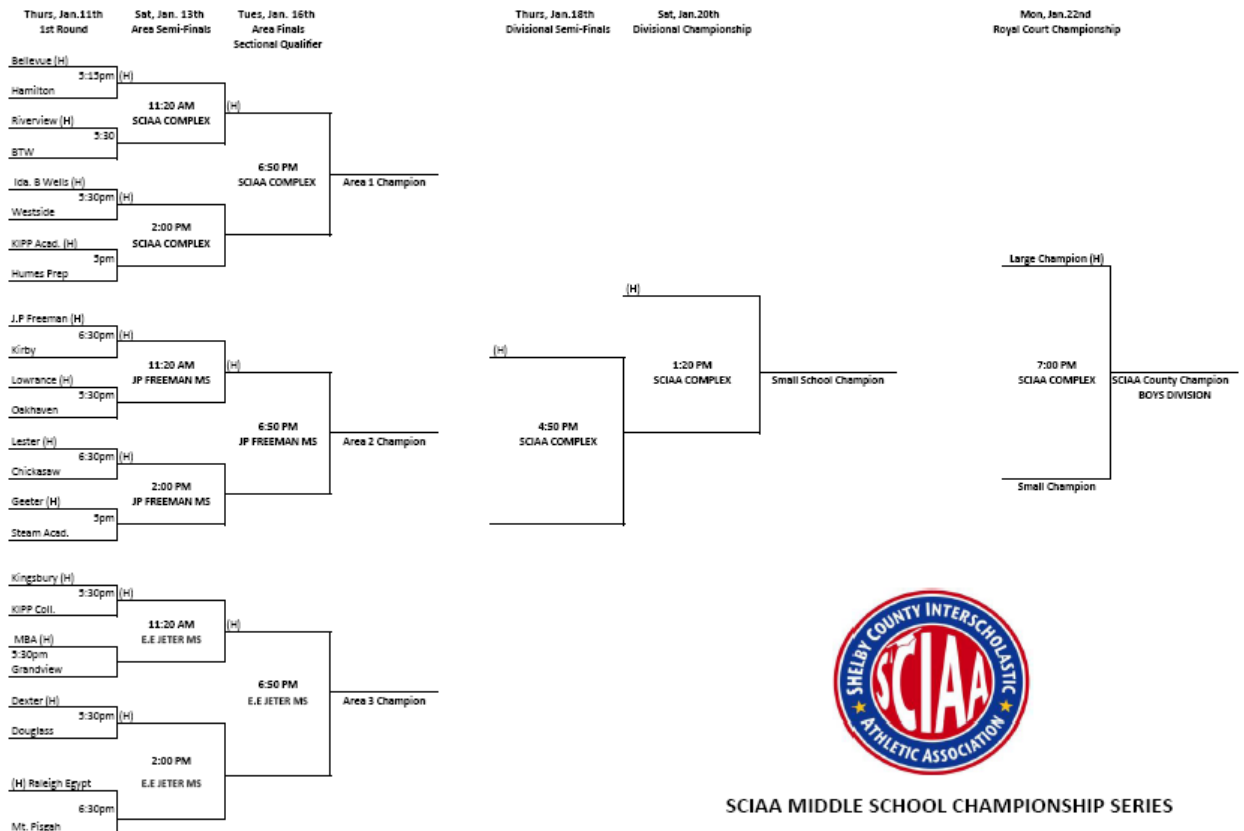 Thurs, Jan.11th
1st Round
Sat, Jan. 13th
Area Semi-Finals
Tues, Jan. 16th
Area Finals
Sectional Qualifier
Thurs, Jan.18th
Divisional Semi-Finals
Sat, Jan.20th
Divisional Championship
Mon, Jan.22nd
Royal Court Championship
Bellevue (H)
5:15pm (H)
Hamilton
11:20 AM
SCIAA COMPLEX
(H)
Riverview (H)
5:30
BTW
6:50 PM
SCIAA COMPLEX
Area 1 Champion
Ida. B Wells (H)
5:30pm (H)
Westside
2:00 PM
SCIAA COMPLEX
KIPP Acad. (H)
5pm
Humes Prep
J.P Freeman (H)
6:30pm (H)
Kirby
11:20 AM
JP FREEMAN MS
(H)
Lowrance (H)
5:30pm
Oakhaven
6:50 PM
JP FREEMAN MS
Area 2 Champion
Lester (H)
6:30pm (H)
Chickasaw
2:00 PM
JP FREEMAN MS
Geeter (H)
5pm
Steam Acad.
Kingsbury (H)
5:30pm (H)
KIPP Coll.
11:20 AM
E.E JETER MS
(H)
MBA (H)
5:30pm
Grandview
6:50 PM
E.E JETER MS
Area 3 Champion
Dexter (H)
5:30pm (H)
Douglass
2:00 PM
E.E JETER MS
(H) Raleigh Egypt
6:30pm
Mt. Pisgah
(H)
4:50 PM
SCIAA COMPLEX
(H)
1:20 PM
SCIAA COMPLEX
Small School Champion
Large Champion (H)
7:00 PM
SCIAA COMPLEX
SCIAA County Champion
BOYS DIVISION
Small Champion
SHELBY COUNTY INTERSCHOLASTIC
SCIAA
ATHLETIC ASSOCIATION
SCIAA MIDDLE SCHOOL CHAMPIONSHIP SERIES